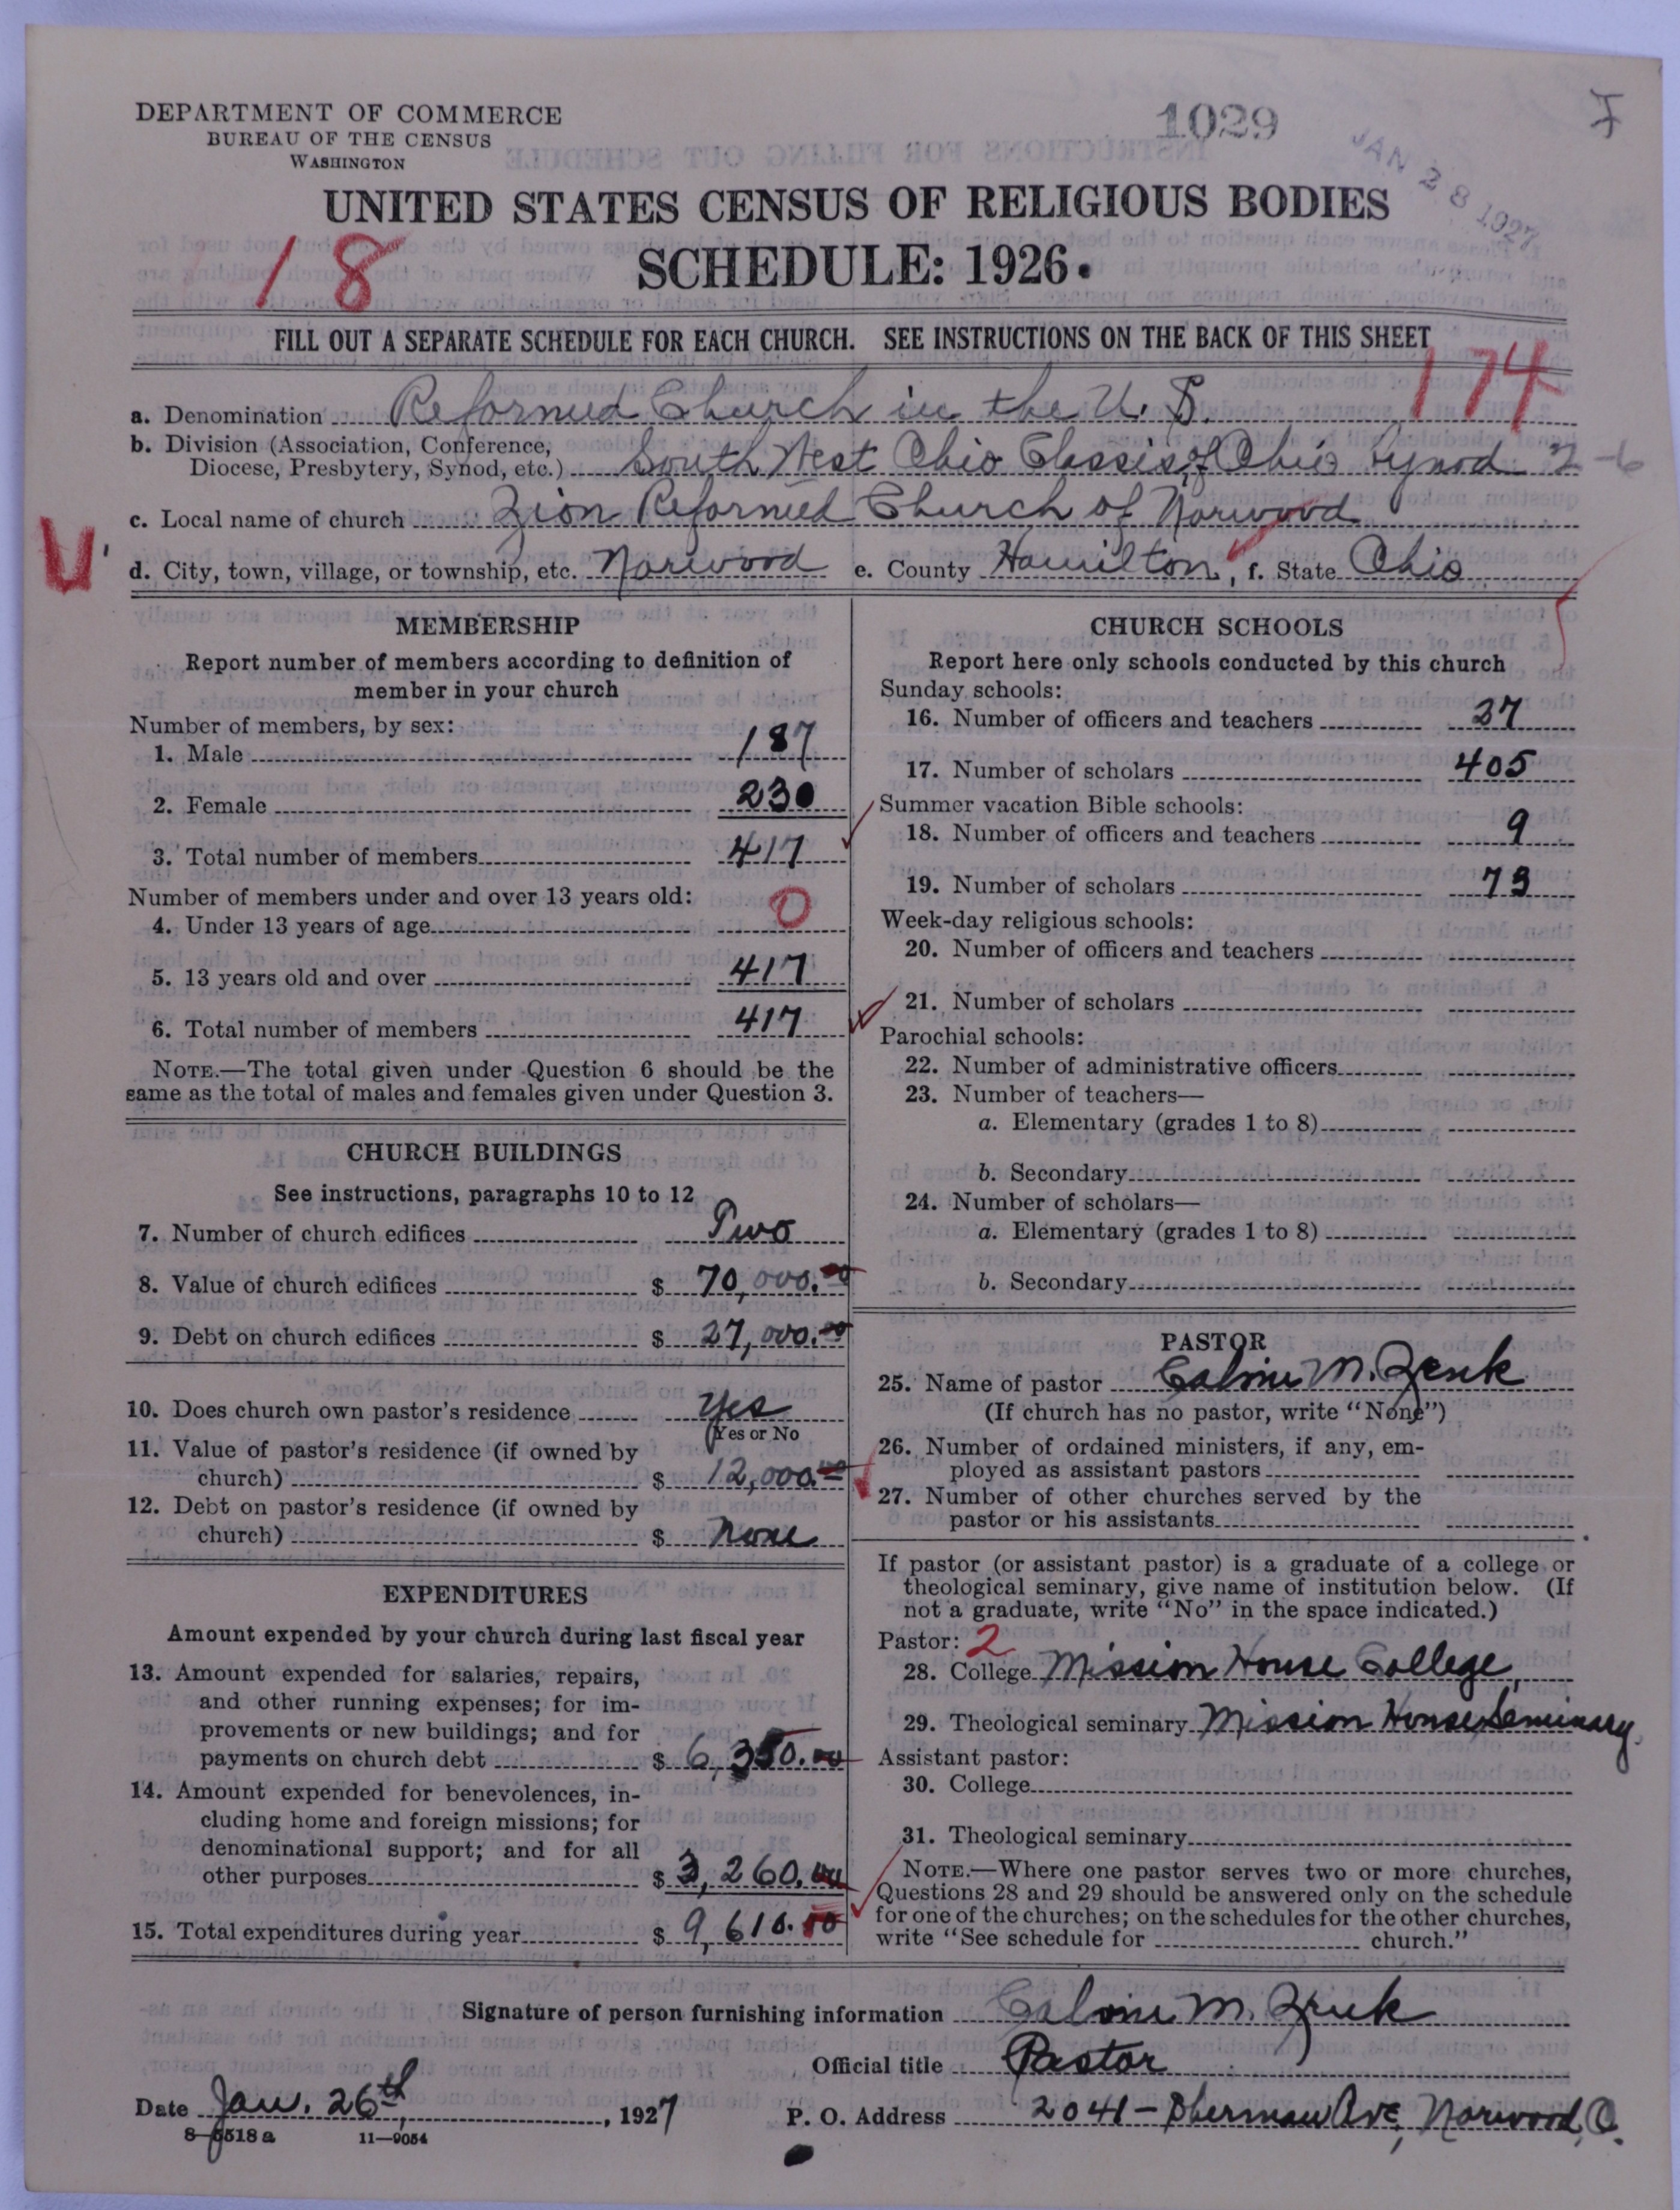 DEPARTMENT OF COMMERCE
BUREAU OF THE CENSUS
WASHINGTON
1029
F
JAN 28 1927
UNITED STATES CENSUS OF RELIGIOUS BODIES
SCHEDULE: 1926.
18
FILL OUT A SEPARATE SCHEDULE FOR EACH CHURCH. SEE INSTRUCTIONS ON THE BACK OF THIS SHEET
174
a. Denomination Reformed Church in the U. S.
b. Division (Association, Conference,
Diocese, Presbytery, Synod, etc.) South West Ohio Classis of Ohio Synod 2-6
c. Local name of church Zion Reformed Church of Norwood
U
d. City, town, village, or township, etc. Norwood e. County Hamilton, f. State Ohio
MEMBERSHIP
Report number of members according to definition of
member in your church
Number of members, by sex:
1. Male 187
2. Female 230
3. Total number of members 417
Number of members under and over 13 years old:
4. Under 13 years of age 0
5. 13 years old and over 417
6. Total number of members 417
NOTE.—The total given under Question 6 should be the
same as the total of males and females given under Question 3.
CHURCH BUILDINGS
See instructions, paragraphs 10 to 12
7. Number of church edifices Two
8. Value of church edifices $ 70,000.00
9. Debt on church edifices $ 27,000.00
10. Does church own pastor's residence Yes
Yes or No
11. Value of pastor's residence (if owned by
church) $ 12,000.00
12. Debt on pastor's residence (if owned by
church) $ None
EXPENDITURES
Amount expended by your church during last fiscal year
13. Amount expended for salaries, repairs,
and other running expenses; for im-
provements or new buildings; and for
payments on church debt $ 6,350.00
14. Amount expended for benevolences, in-
cluding home and foreign missions; for
denominational support; and for all
other purposes $ 3,260.00
15. Total expenditures during year $ 9,610.00
CHURCH SCHOOLS
Report here only schools conducted by this church
Sunday schools:
16. Number of officers and teachers 37
17. Number of scholars 405
Summer vacation Bible schools:
18. Number of officers and teachers 9
19. Number of scholars 73
Week-day religious schools:
20. Number of officers and teachers
21. Number of scholars
Parochial schools:
22. Number of administrative officers
23. Number of teachers—
a. Elementary (grades 1 to 8)
b. Secondary
24. Number of scholars—
a. Elementary (grades 1 to 8)
b. Secondary
PASTOR
25. Name of pastor Calvin M. Zenk
(If church has no pastor, write "None")
26. Number of ordained ministers, if any, em-
ployed as assistant pastors
27. Number of other churches served by the
pastor or his assistants
If pastor (or assistant pastor) is a graduate of a college or
theological seminary, give name of institution below. (If
not a graduate, write "No" in the space indicated.)
Pastor: 2
28. College Mission House College,
29. Theological seminary Mission House Seminary.
Assistant pastor:
30. College
31. Theological seminary
NOTE.—Where one pastor serves two or more churches,
Questions 28 and 29 should be answered only on the schedule
for one of the churches; on the schedules for the other churches,
write "See schedule for church."
Signature of person furnishing information Calvin M. Zenk
Official title Pastor
Date Jan. 26th, 1927 P. O. Address 2041 - Sherman Ave, Norwood, O.
8—5518 a 11—9054